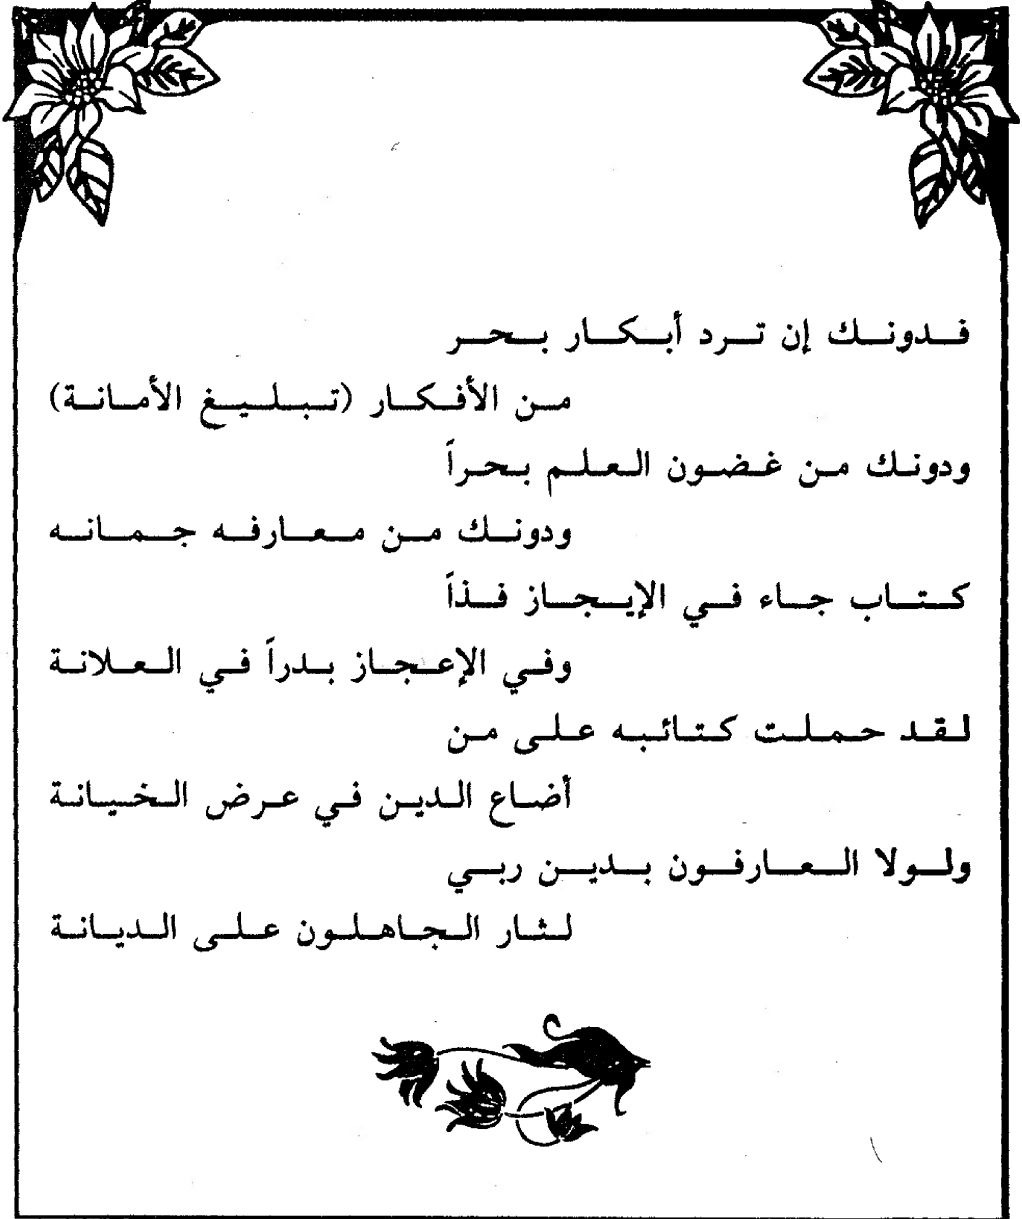 فدونك إن ترد أبكار بحر
من الأفكار (تبليغ الأمانة)
ودونك من غضون العلم بحراً
ودونك من معارفه جمانه
كتاب جاء في الإيجاز فذاً
وفي الإعجاز بدراً في العلانة
لقد حملت كتائبه على من
أضاع الدين في عرض الخيانة
ولولا العارفون بدين ربي
لثار الجاهلون على الديانة